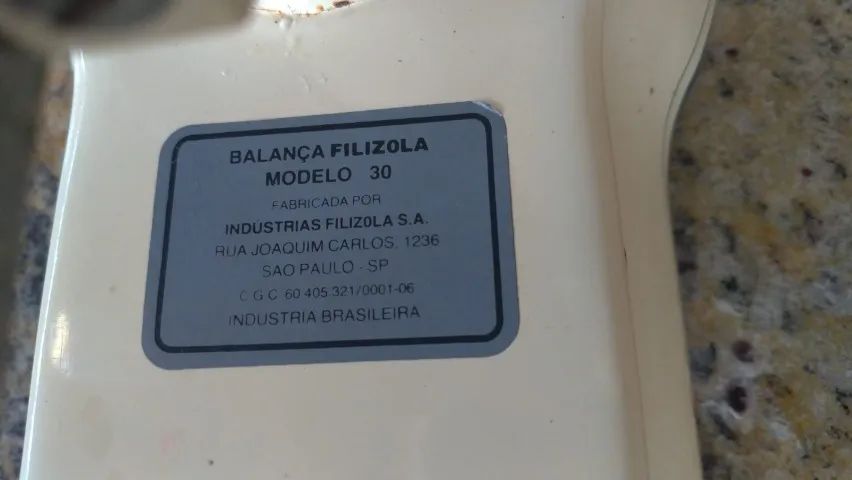 BALANÇA FILIZOLA
MODELO 30
FABRICADA POR
INDÚSTRIAS FILIZOLA S.A.
RUA JOAQUIM CARLOS, 1236
SAO PAULO - SP
C G C 60 405 321/0001-06
INDUSTRIA BRASILEIRA